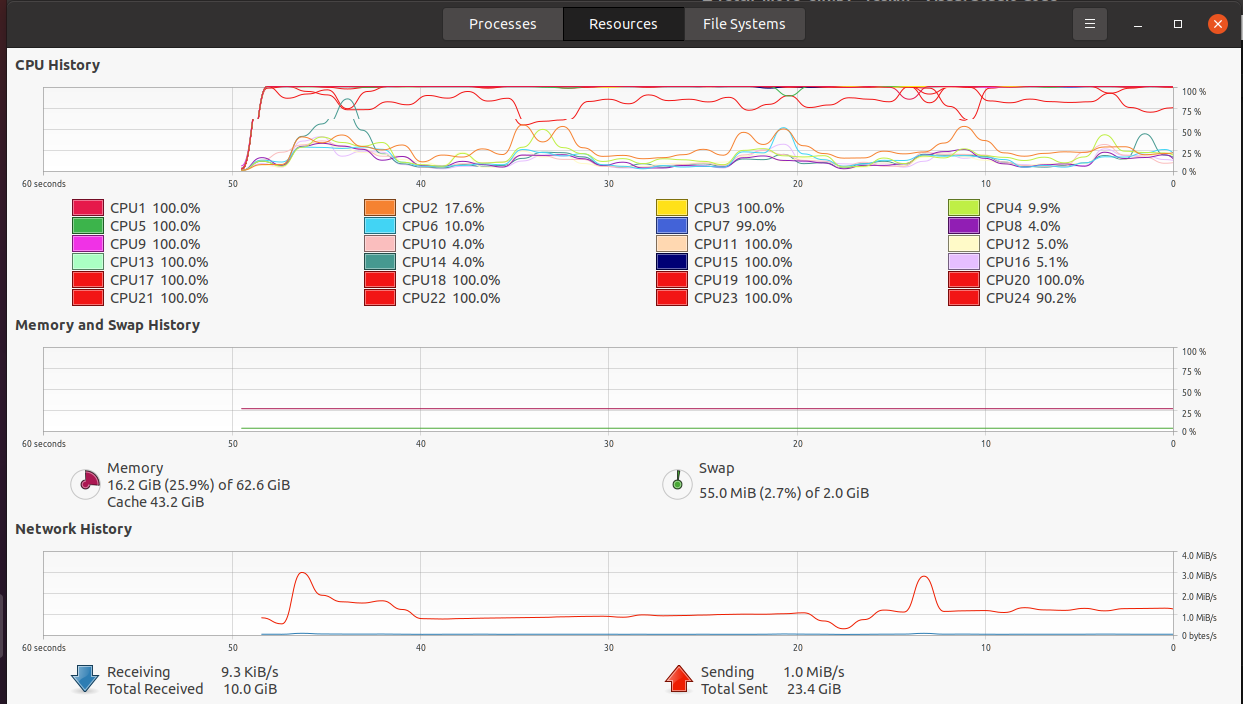 Processes Resources File Systems
CPU History
100 %
75 %
50 %
25 %
0 %
60 seconds 50 40 30 20 10 0
CPU1 100.0% CPU2 17.6% CPU3 100.0% CPU4 9.9%
CPU5 100.0% CPU6 10.0% CPU7 99.0% CPU8 4.0%
CPU9 100.0% CPU10 4.0% CPU11 100.0% CPU12 5.0%
CPU13 100.0% CPU14 4.0% CPU15 100.0% CPU16 5.1%
CPU17 100.0% CPU18 100.0% CPU19 100.0% CPU20 100.0%
CPU21 100.0% CPU22 100.0% CPU23 100.0% CPU24 90.2%
Memory and Swap History
100 %
75 %
50 %
25 %
0 %
60 seconds 50 40 30 20 10 0
Memory
16.2 GiB (25.9%) of 62.6 GiB
Cache 43.2 GiB
Swap
55.0 MiB (2.7%) of 2.0 GiB
Network History
4.0 MiB/s
3.0 MiB/s
2.0 MiB/s
1.0 MiB/s
0 bytes/s
60 seconds 50 40 30 20 10 0
Receiving 9.3 KiB/s
Total Received 10.0 GiB
Sending 1.0 MiB/s
Total Sent 23.4 GiB